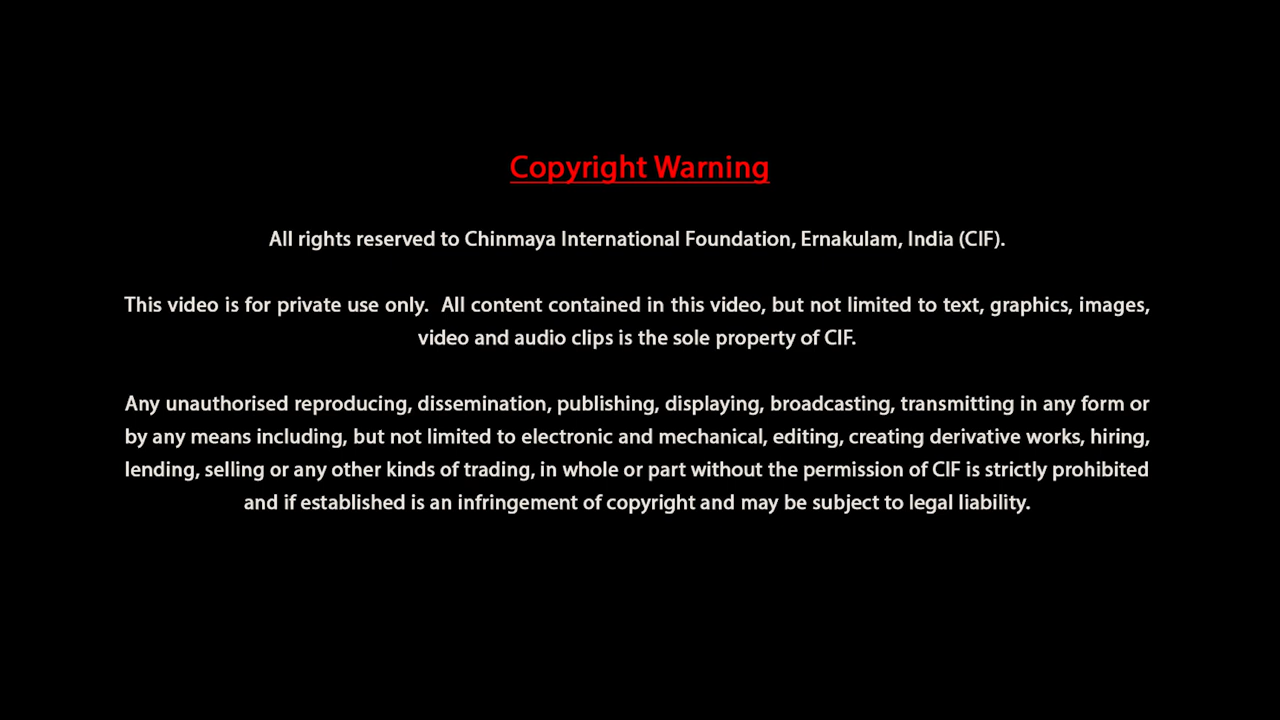 Copyright Warning
All rights reserved to Chinmaya International Foundation, Ernakulam, India (CIF).
This video is for private use only.  All content contained in this video, but not limited to text, graphics, images,
video and audio clips is the sole property of CIF.
Any unauthorised reproducing, dissemination, publishing, displaying, broadcasting, transmitting in any form or
by any means including, but not limited to electronic and mechanical, editing, creating derivative works, hiring,
lending, selling or any other kinds of trading, in whole or part without the permission of CIF is strictly prohibited
and if established is an infringement of copyright and may be subject to legal liability.